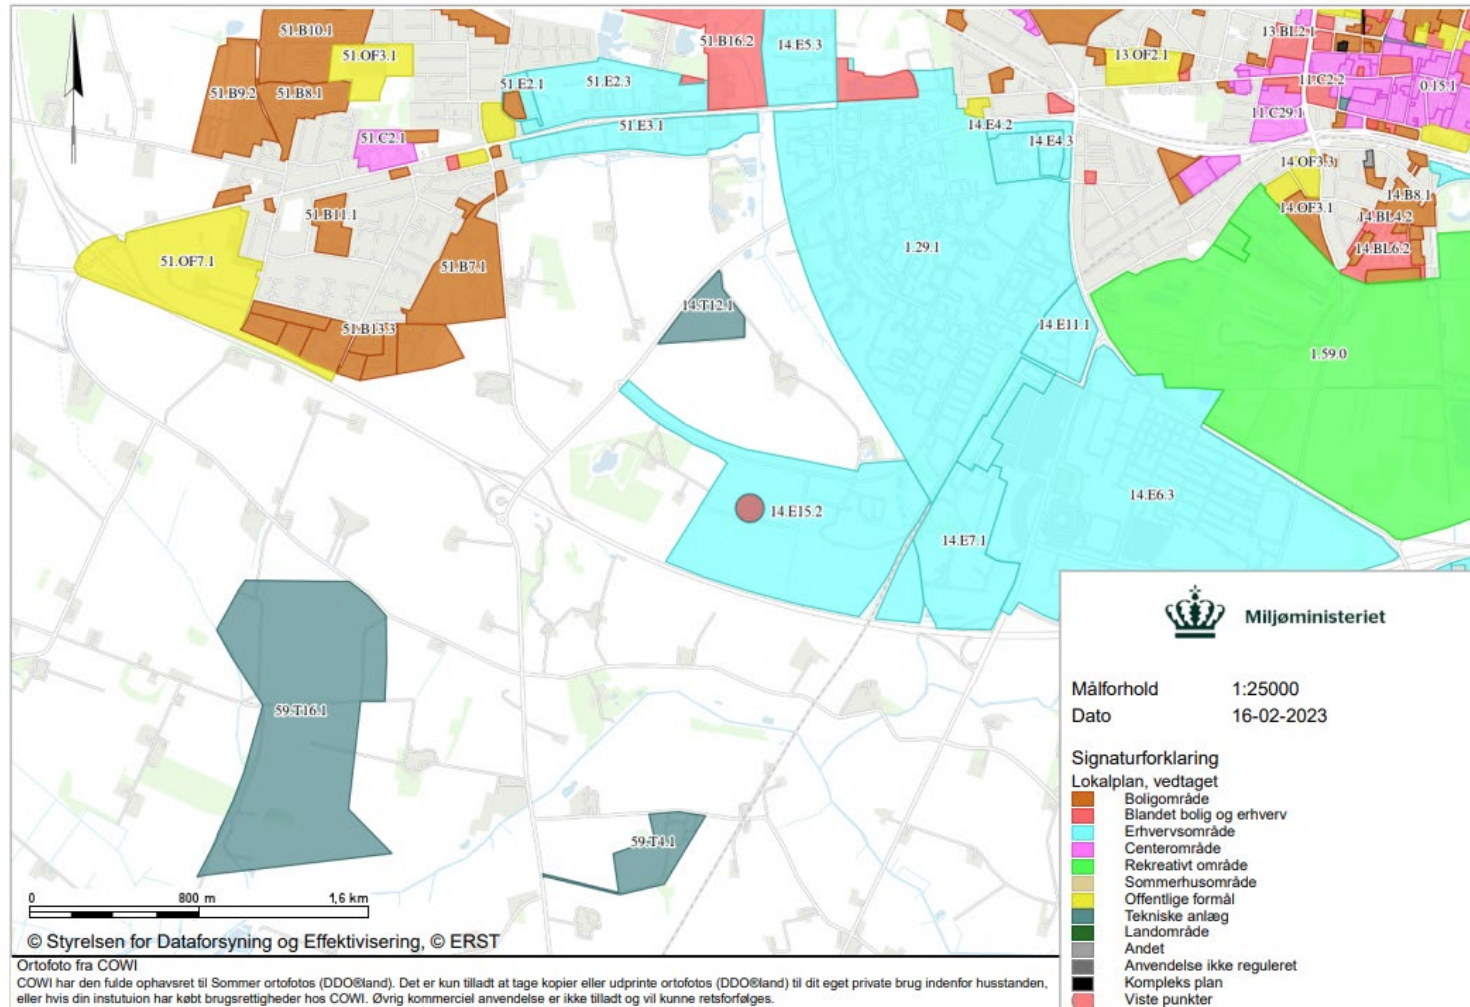 51.B10.1
51.OF3.1
51.B9.2
51.B8.1
51.E2.1
51.E2.3
51.B16.2
14.E5.3
13.OF2.1
13.BL2.1
11.C2.2
0.15.1
51.C2.1
51.E3.1
14.E4.2
14.E4.3
11.C29.1
14.OF3.3
14.B8.1
14.OF3.1
14.BL4.2
14.BL6.2
51.B11.1
51.OF7.1
51.B7.1
1.29.1
14.T12.1
51.B13.3
14.E11.1
1.59.0
14.E15.2
14.E6.3
14.E7.1
59.T16.1
59.T4.1
0 800 m 1,6 km
© Styrelsen for Dataforsyning og Effektivisering, © ERST
Ortofoto fra COWI
COWI har den fulde ophavsret til Sommer ortofotos (DDO®land). Det er kun tilladt at tage kopier eller udprinte ortofotos (DDO®land) til dit eget private brug indenfor husstanden,
eller hvis din instutuion har købt brugsrettigheder hos COWI. Øvrig kommerciel anvendelse er ikke tilladt og vil kunne retsforfølges.
Miljøministeriet
Målforhold 1:25000
Dato 16-02-2023
Signaturforklaring
Lokalplan, vedtaget
Boligområde
Blandet bolig og erhverv
Erhvervsområde
Centerområde
Rekreativt område
Sommerhusområde
Offentlige formål
Tekniske anlæg
Landområde
Andet
Anvendelse ikke reguleret
Kompleks plan
Viste punkter